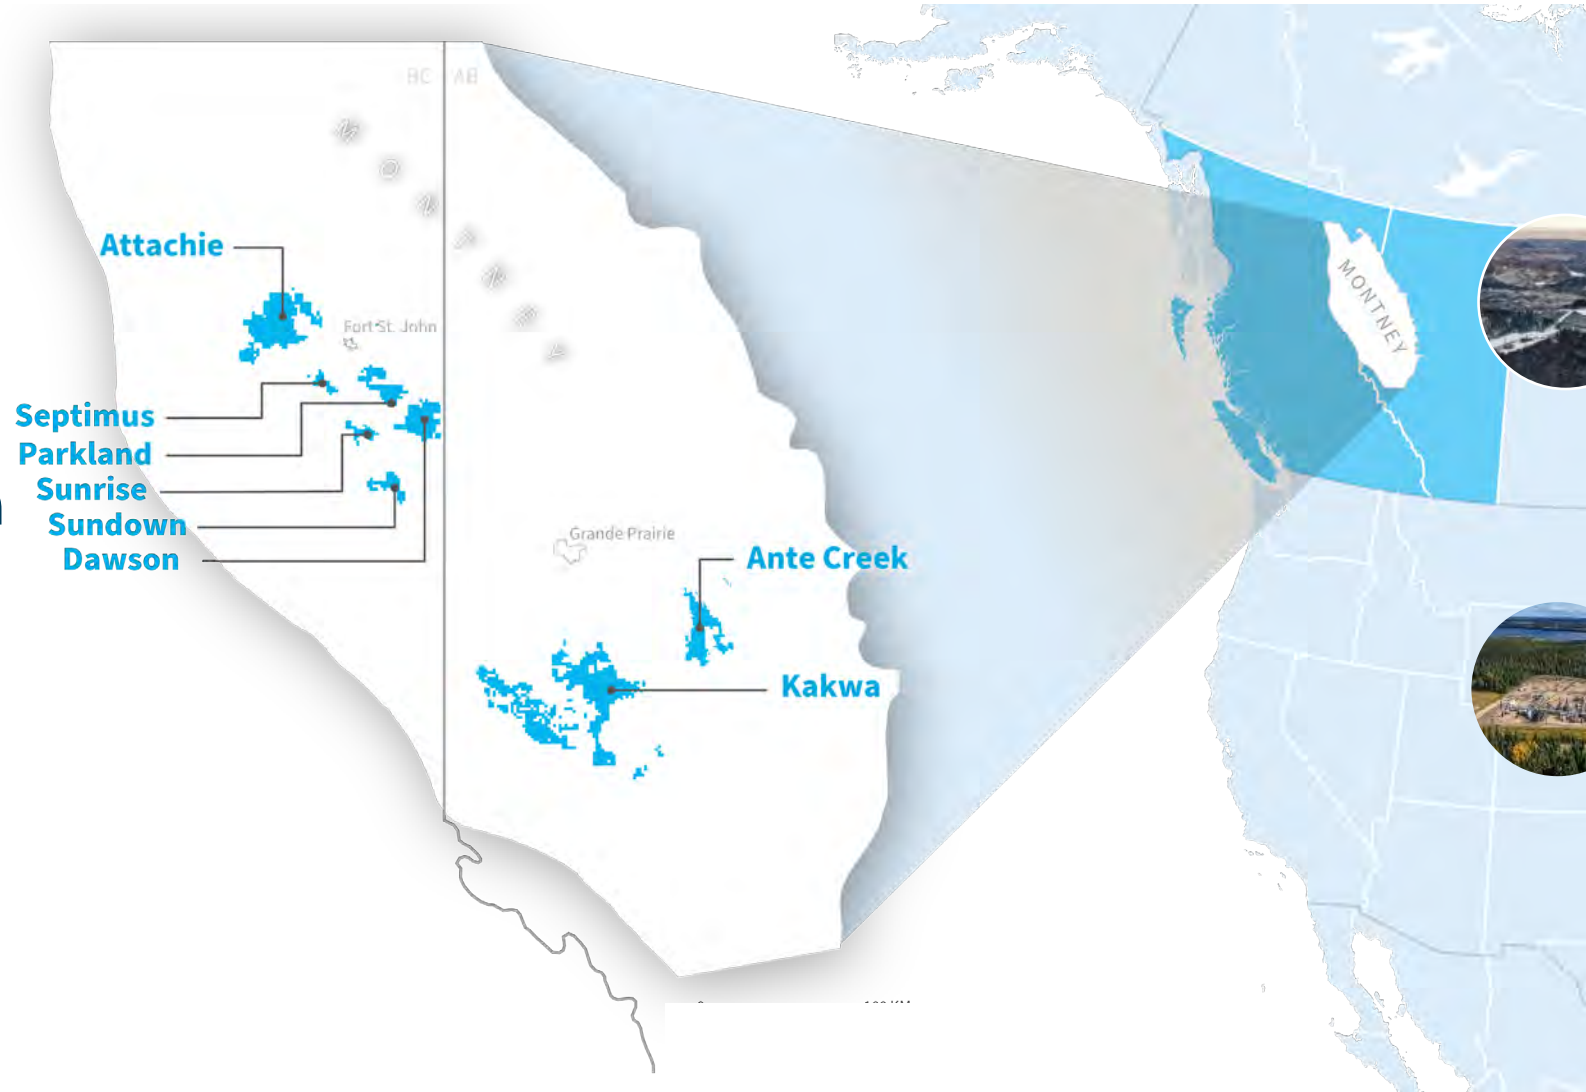 BC AB
MONTNEY
Attachie
Fort St. John
Septimus
Parkland
Sunrise
Sundown
Dawson
Grande Prairie
Ante Creek
Kakwa
MONTNEY